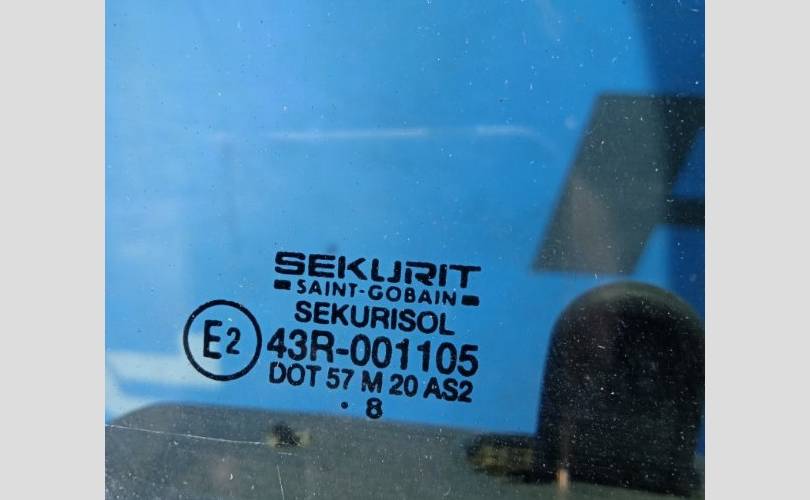 SEKURIT
SAINT-GOBAIN
SEKURISOL
E2
43R-001105
DOT 57 M 20 AS2
. 8